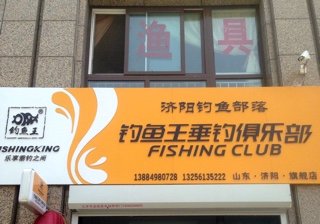 渔具
钓鱼王
FISHINGKING
乐享垂钓之尚
济阳钓鱼部落
钓鱼王垂钓俱乐部
FISHING CLUB
13884980728 13256135222
山东·济阳·旗舰店